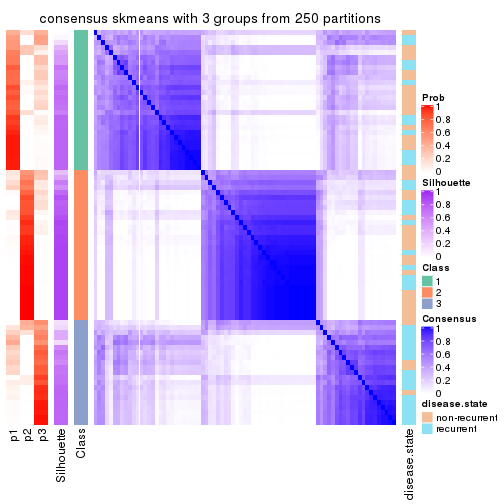 consensus skmeans with 3 groups from 250 partitions
Prob
1
0.8
0.6
0.4
0.2
0
Silhouette
1
0.8
0.6
0.4
0.2
0
Class
1
2
3
Consensus
1
0.8
0.6
0.4
0.2
0
disease.state
non-recurrent
recurrent
p1
p2
p3
Silhouette
Class
disease.state